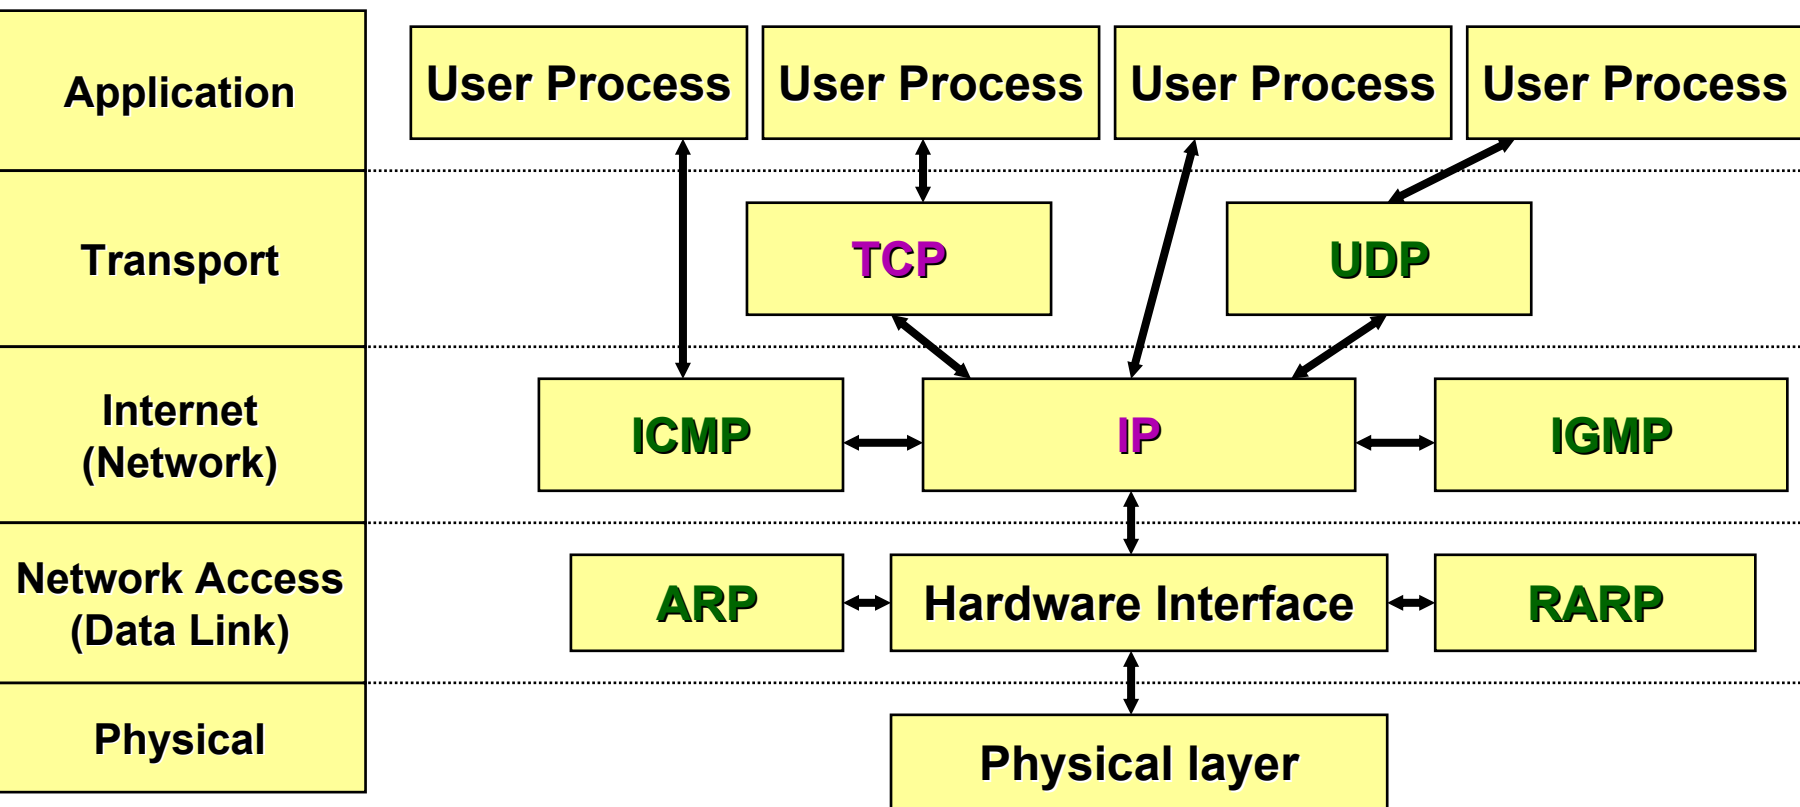 Application
User Process
User Process
User Process
User Process
Transport
TCP
UDP
Internet
(Network)
ICMP
IP
IGMP
Network Access
(Data Link)
ARP
Hardware Interface
RARP
Physical
Physical layer